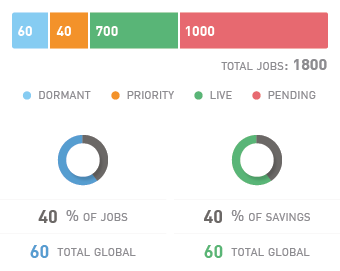 60 40 700 1000
TOTAL JOBS: 1800
DORMANT PRIORITY LIVE PENDING
40 % OF JOBS 40 % OF SAVINGS
60 TOTAL GLOBAL 60 TOTAL GLOBAL